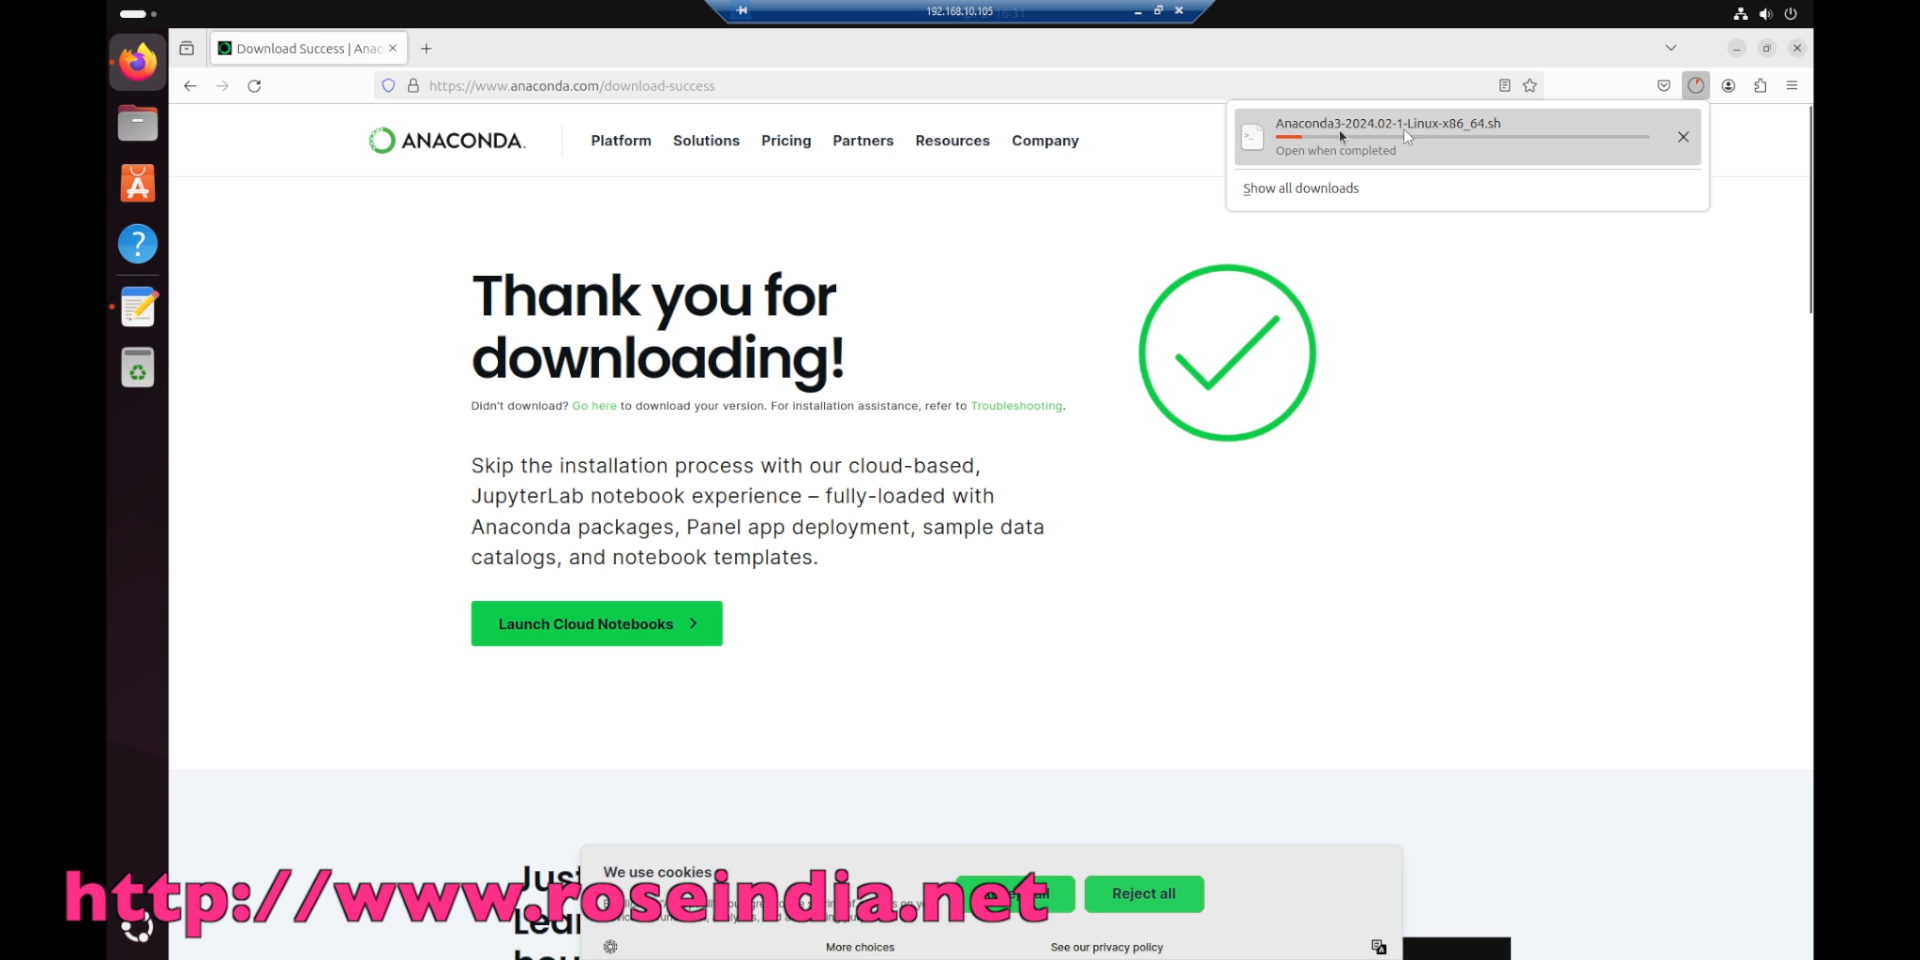 192.168.10.105
Download Success | Anac
https://www.anaconda.com/download-success
Anaconda3-2024.02-1-Linux-x86_64.sh
Open when completed
Show all downloads
ANACONDA.
Platform
Solutions
Pricing
Partners
Resources
Company
Thank you for
downloading!
Didn't download? Go here to download your version. For installation assistance, refer to Troubleshooting.
Skip the installation process with our cloud-based,
JupyterLab notebook experience – fully-loaded with
Anaconda packages, Panel app deployment, sample data
catalogs, and notebook templates.
Launch Cloud Notebooks
We use cookies
Reject all
http://www.roseindia.net
More choices
See our privacy policy